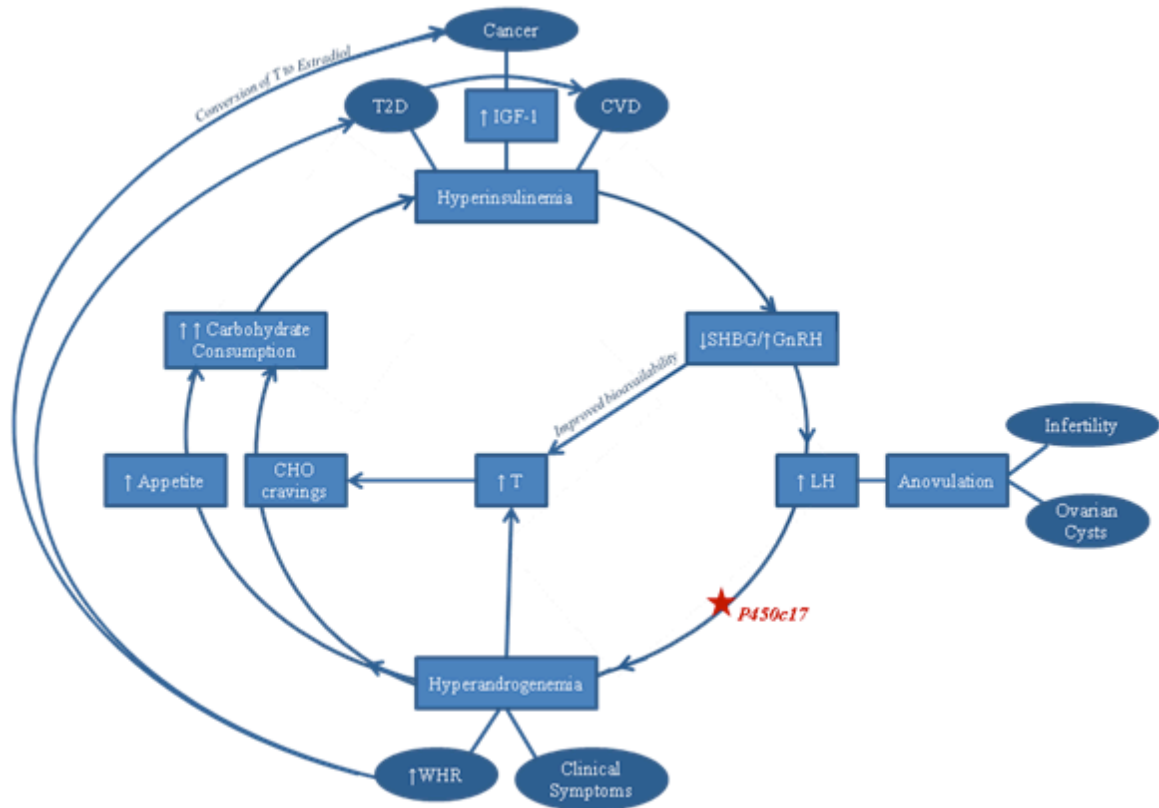 Cancer
Conversion of T to Estradiol
T2D
↑ IGF-1
CVD
Hyperinsulinemia
↑ ↑ Carbohydrate
Consumption
↓SHBG/↑GnRH
Improved bioavailability
Infertility
↑ Appetite
CHO
cravings
↑ T
↑ LH
Anovulation
Ovarian
Cysts
P450c17
Hyperandrogenemia
↑WHR
Clinical
Symptoms